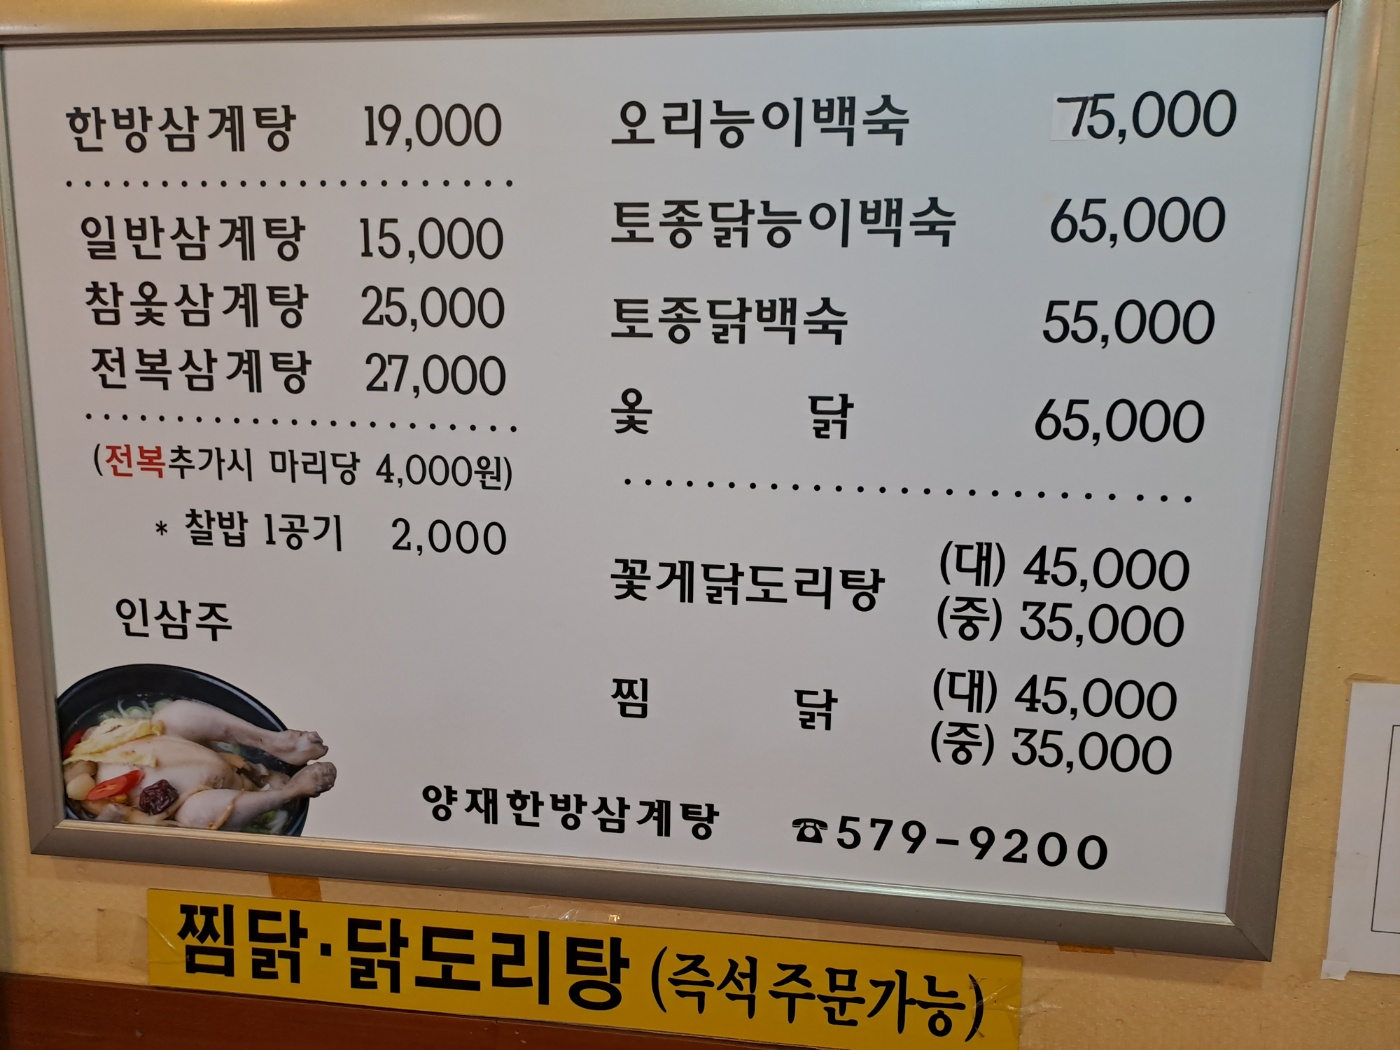 한방삼계탕 19,000
일반삼계탕 15,000
참옻삼계탕 25,000
전복삼계탕 27,000
(전복추가시 마리당 4,000원)
* 찰밥 1공기 2,000
인삼주
오리능이백숙 75,000
토종닭능이백숙 65,000
토종닭백숙 55,000
옻 닭 65,000
꽃게닭도리탕 (대) 45,000
(중) 35,000
찜 닭 (대) 45,000
(중) 35,000
양재한방삼계탕 ☎579-9200
찜닭·닭도리탕 (즉석주문가능)